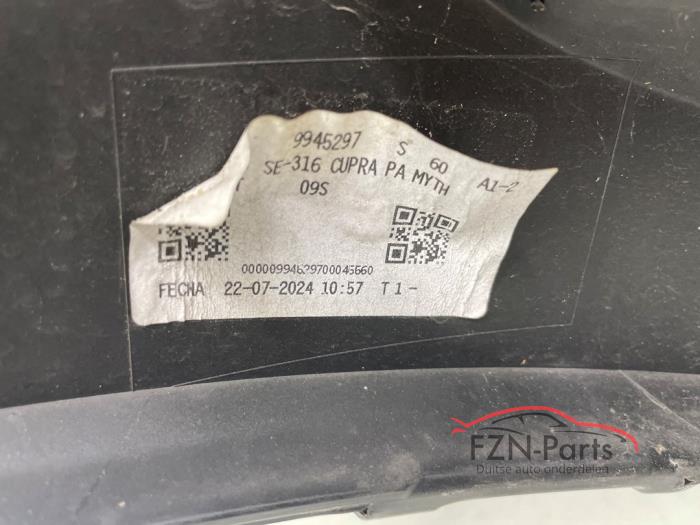 9945297 S 60
SE-316 CUPRA PA MYTH A1-2
09S
FECHA 22-07-2024 10:57 T1-
FZN-Parts
Duitse auto onderdelen